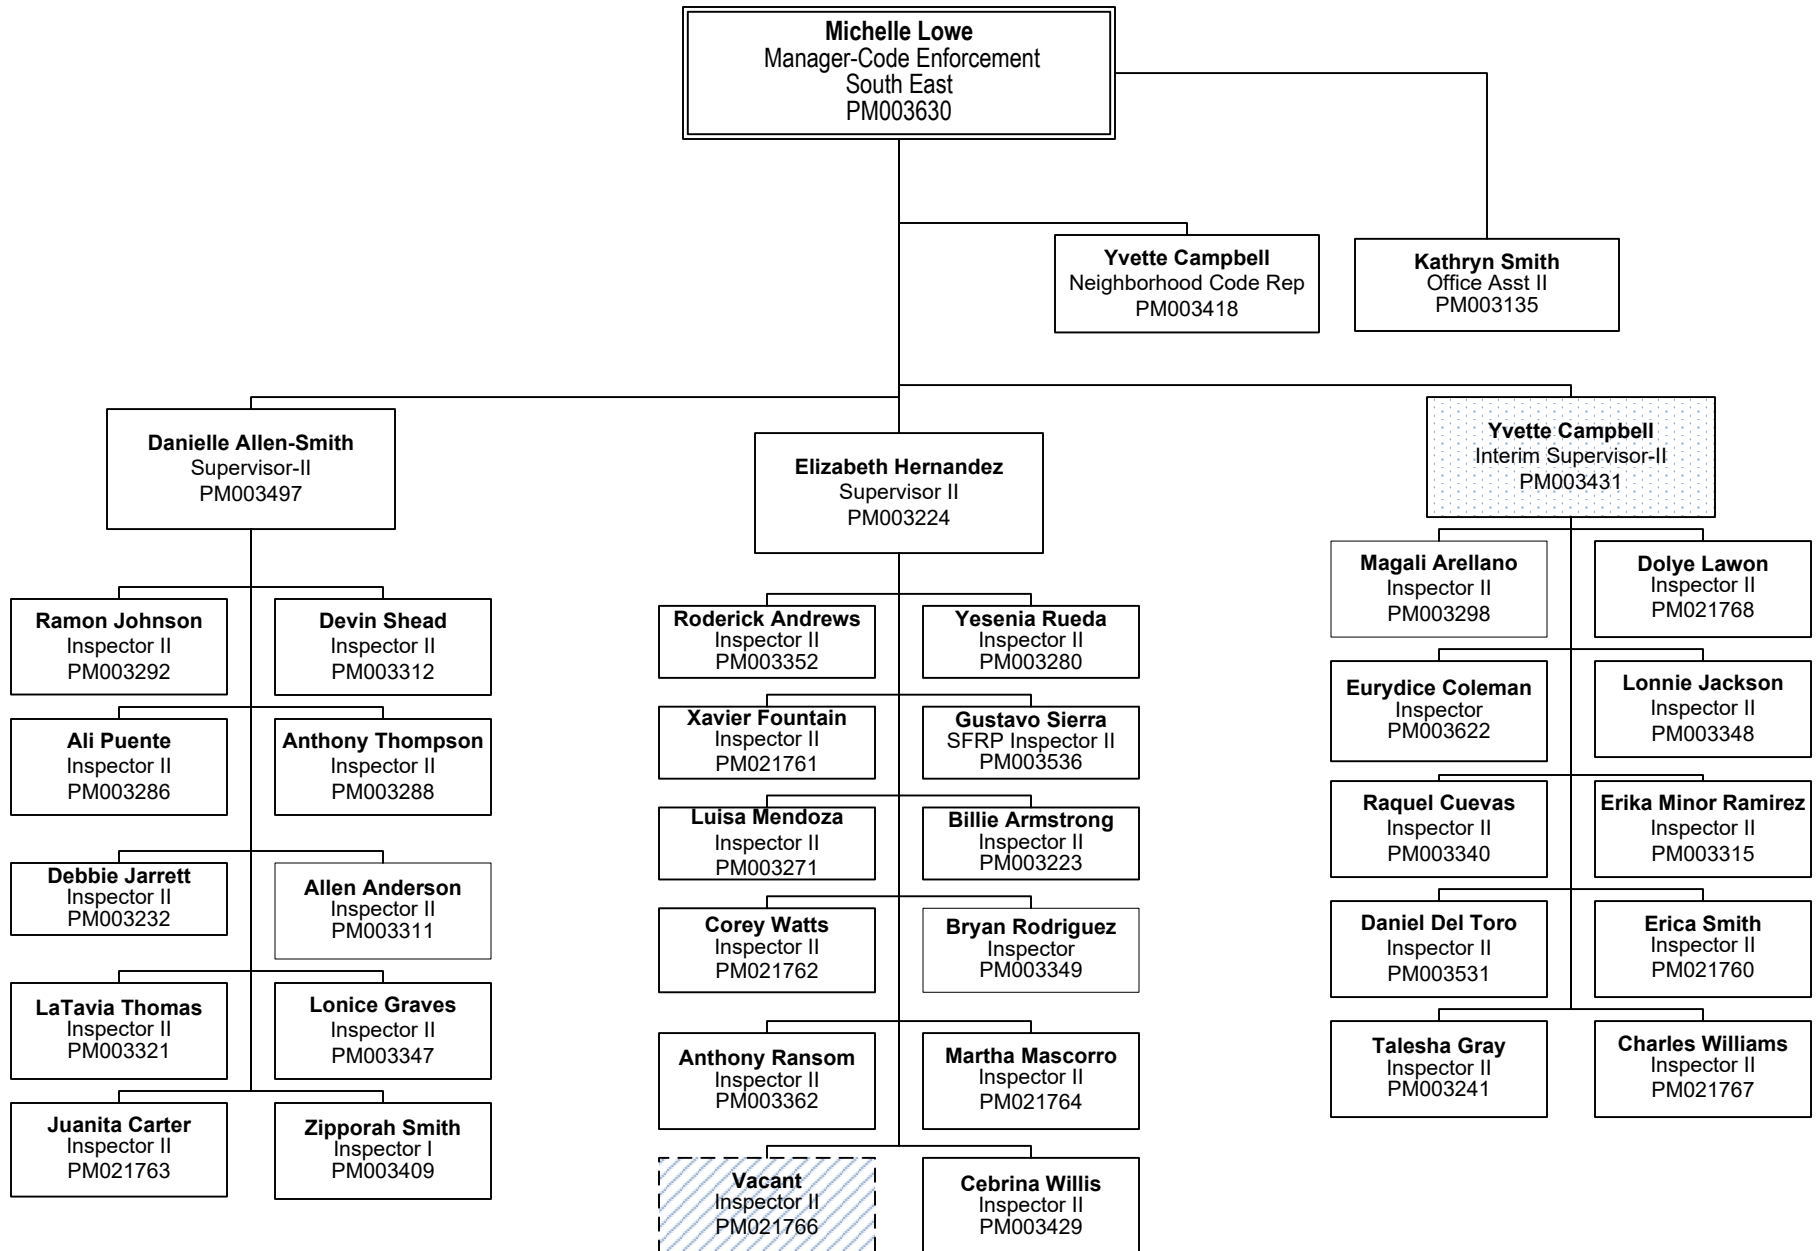 Michelle Lowe
Manager-Code Enforcement
South East
PM003630
Yvette Campbell
Neighborhood Code Rep
PM003418
Kathryn Smith
Office Asst II
PM003135
Danielle Allen-Smith
Supervisor-II
PM003497
Elizabeth Hernandez
Supervisor II
PM003224
Yvette Campbell
Interim Supervisor-II
PM003431
Ramon Johnson
Inspector II
PM003292
Devin Shead
Inspector II
PM003312
Ali Puente
Inspector II
PM003286
Anthony Thompson
Inspector II
PM003288
Debbie Jarrett
Inspector II
PM003232
Allen Anderson
Inspector II
PM003311
LaTavia Thomas
Inspector II
PM003321
Lonice Graves
Inspector II
PM003347
Juanita Carter
Inspector II
PM021763
Zipporah Smith
Inspector I
PM003409
Roderick Andrews
Inspector II
PM003352
Yesenia Rueda
Inspector II
PM003280
Xavier Fountain
Inspector II
PM021761
Gustavo Sierra
SFRP Inspector II
PM003536
Luisa Mendoza
Inspector II
PM003271
Billie Armstrong
Inspector II
PM003223
Corey Watts
Inspector II
PM021762
Bryan Rodriguez
Inspector
PM003349
Anthony Ransom
Inspector II
PM003362
Martha Mascorro
Inspector II
PM021764
Vacant
Inspector II
PM021766
Cebrina Willis
Inspector II
PM003429
Magali Arellano
Inspector II
PM003298
Dolye Lawon
Inspector II
PM021768
Eurydice Coleman
Inspector
PM003622
Lonnie Jackson
Inspector II
PM003348
Raquel Cuevas
Inspector II
PM003340
Erika Minor Ramirez
Inspector II
PM003315
Daniel Del Toro
Inspector II
PM003531
Erica Smith
Inspector II
PM021760
Talesha Gray
Inspector II
PM003241
Charles Williams
Inspector II
PM021767